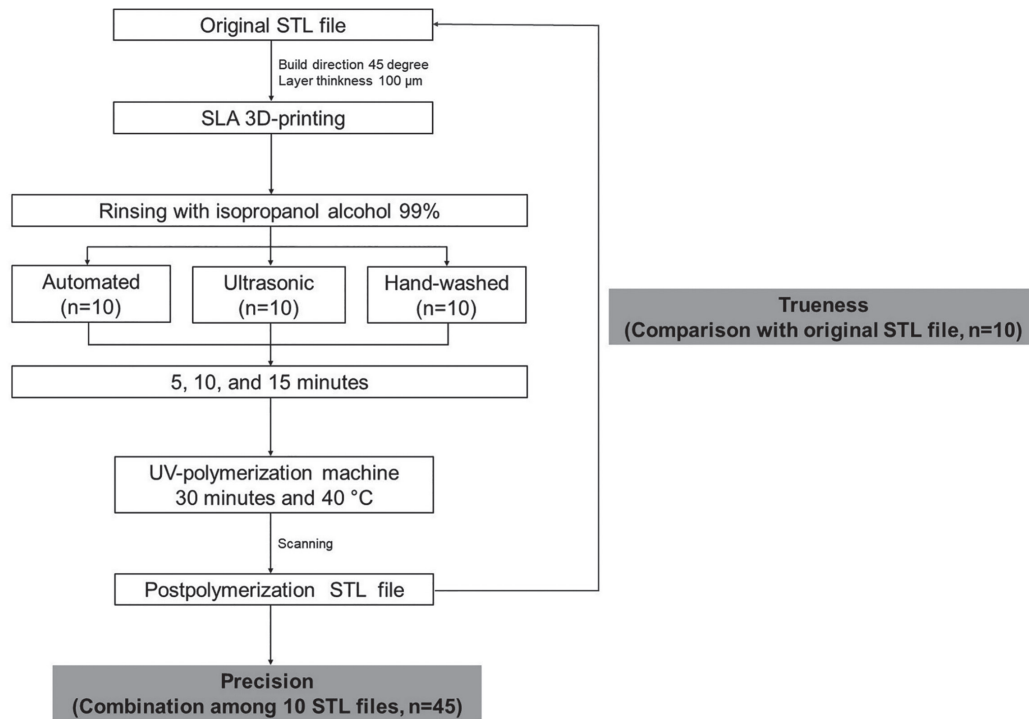 Original STL file
Build direction 45 degree
Layer thinkness 100 µm
SLA 3D-printing
Rinsing with isopropanol alcohol 99%
Automated
(n=10)
Ultrasonic
(n=10)
Hand-washed
(n=10)
Trueness
(Comparison with original STL file, n=10)
5, 10, and 15 minutes
UV-polymerization machine
30 minutes and 40 °C
Scanning
Postpolymerization STL file
Precision
(Combination among 10 STL files, n=45)